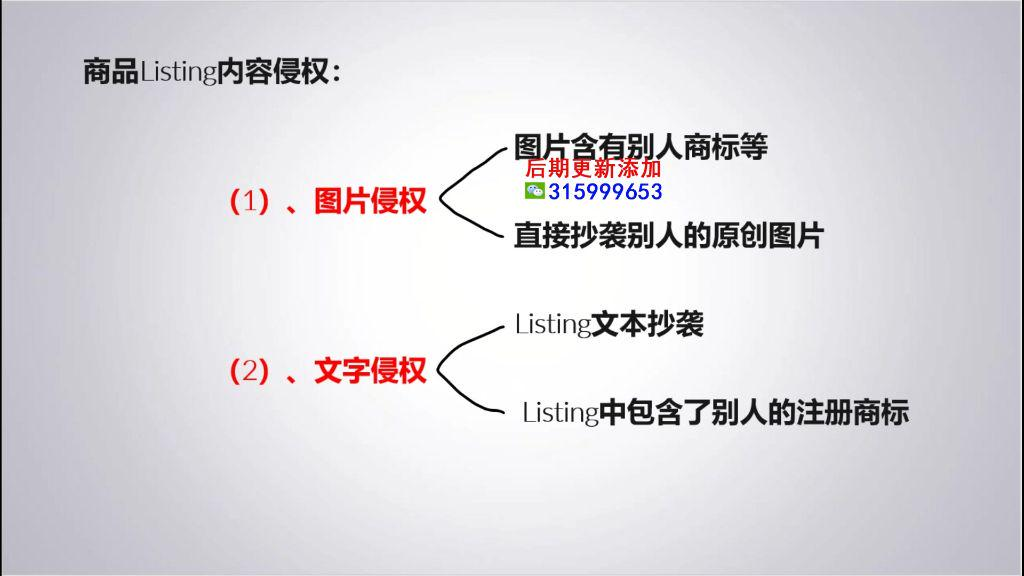 商品Listing内容侵权：
（1）、图片侵权
图片含有别人商标等
后期更新添加
315999653
直接抄袭别人的原创图片
（2）、文字侵权
Listing文本抄袭
Listing中包含了别人的注册商标